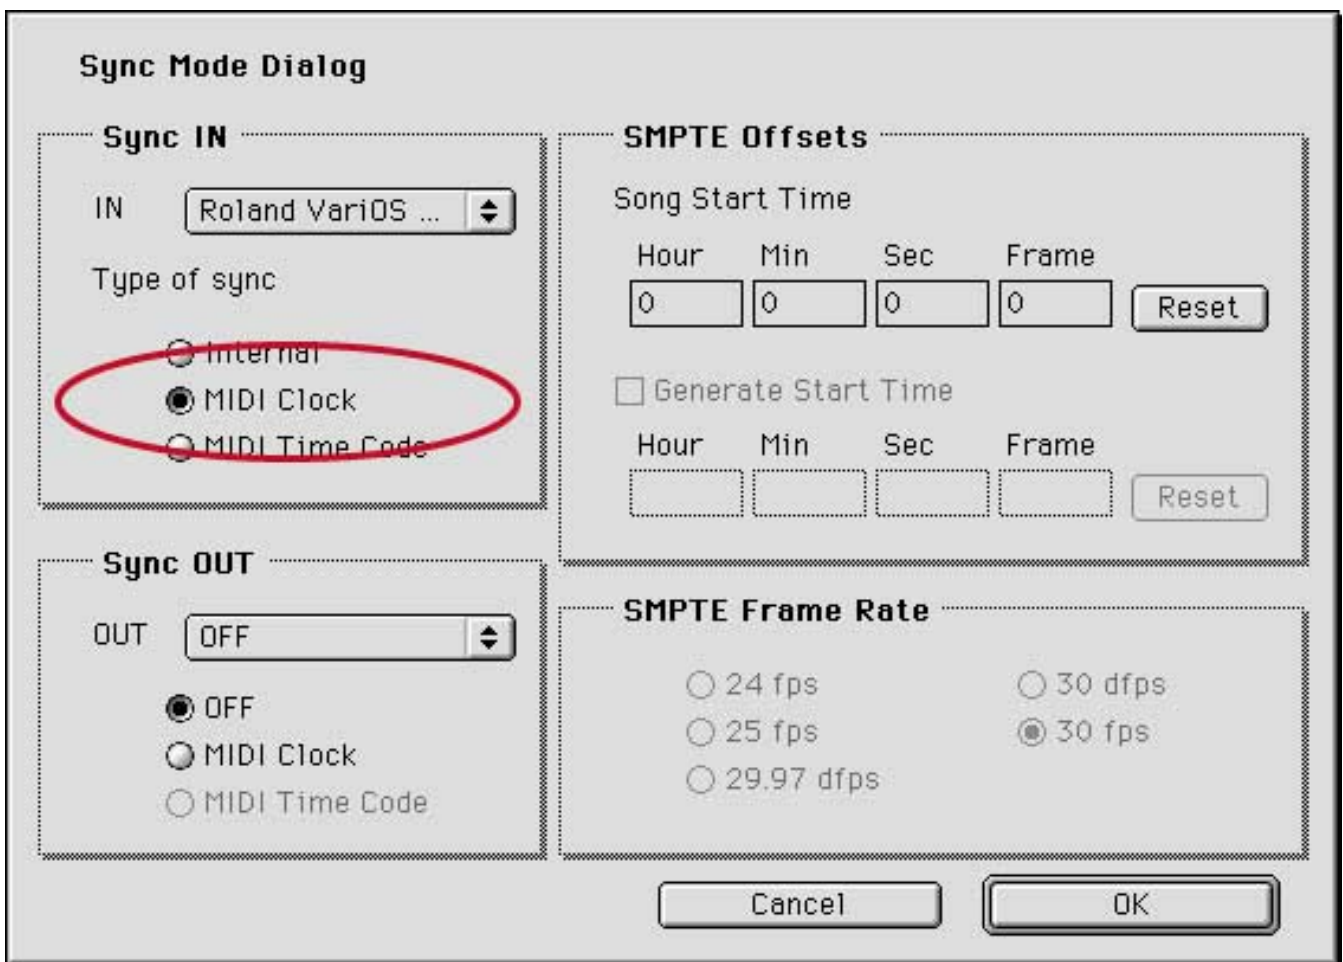 Sync Mode Dialog
Sync IN
IN Roland VariOS ...
Type of sync
Internal
MIDI Clock
MIDI Time Code
Sync OUT
OUT OFF
OFF
MIDI Clock
MIDI Time Code
SMPTE Offsets
Song Start Time
Hour Min Sec Frame
0 0 0 0 Reset
Generate Start Time
Hour Min Sec Frame
Reset
SMPTE Frame Rate
24 fps 30 dfps
25 fps 30 fps
29.97 dfps
Cancel OK